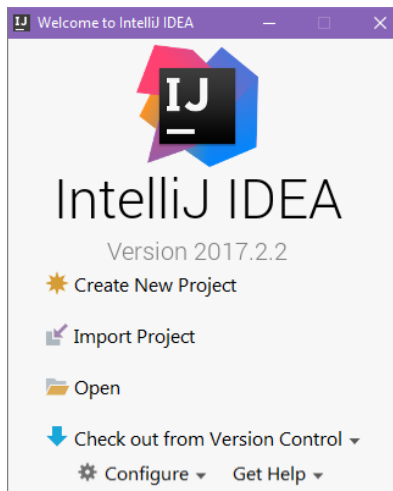 Welcome to IntelliJ IDEA
IJ
IntelliJ IDEA
Version 2017.2.2
Create New Project
Import Project
Open
Check out from Version Control
Configure Get Help